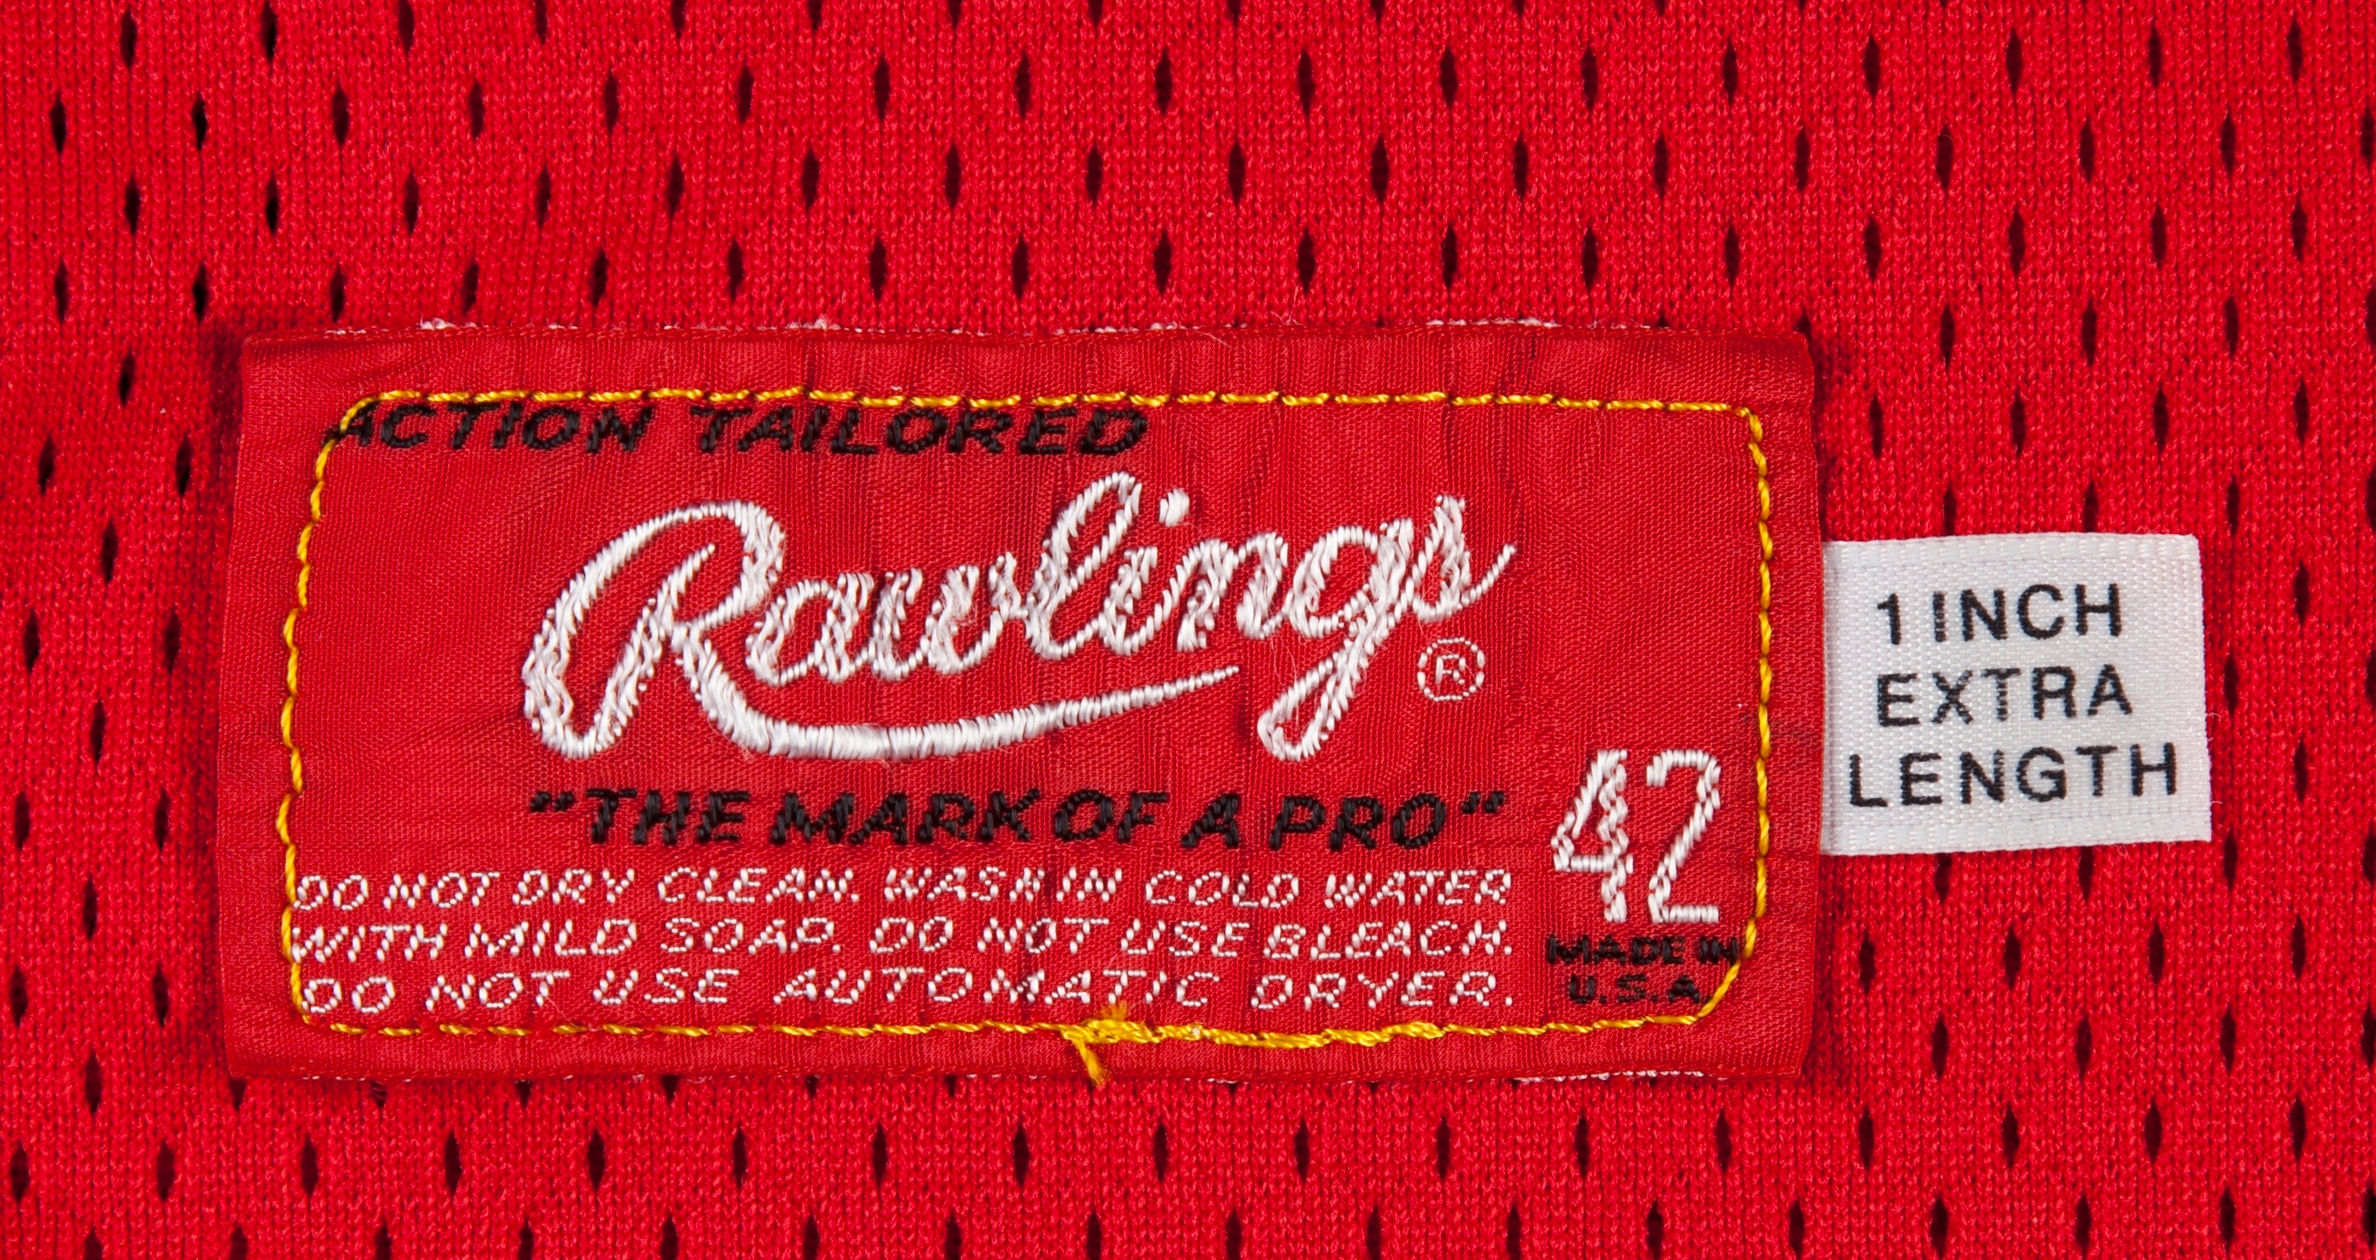 ACTION TAILORED
Rawlings®
"THE MARK OF A PRO"
42
DO NOT DRY CLEAN. WASH IN COLD WATER
WITH MILD SOAP. DO NOT USE BLEACH.
DO NOT USE AUTOMATIC DRYER.
MADE IN
U.S.A.
1 INCH
EXTRA
LENGTH